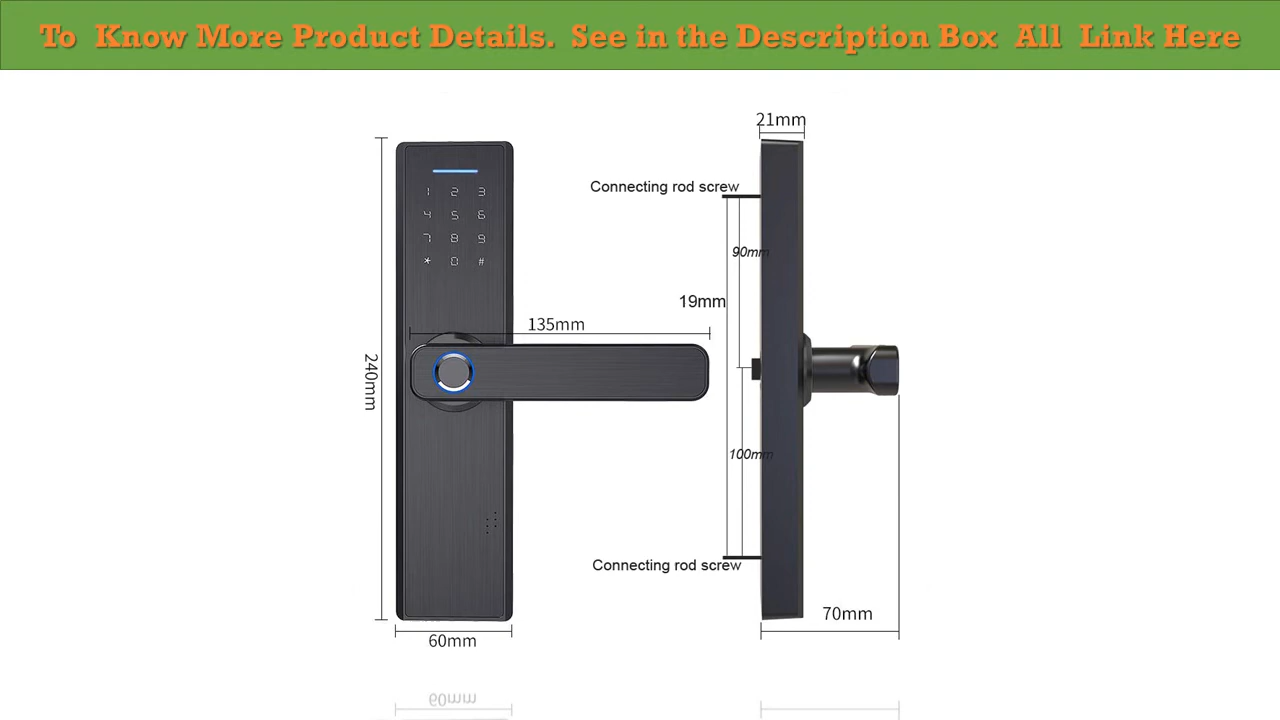 To Know More Product Details. See in the Description Box All Link Here
21mm
Connecting rod screw
1 2 3
4 5 6
7 8 9
* 0 #
90mm
19mm
135mm
240mm
100mm
Connecting rod screw
70mm
60mm
60mm